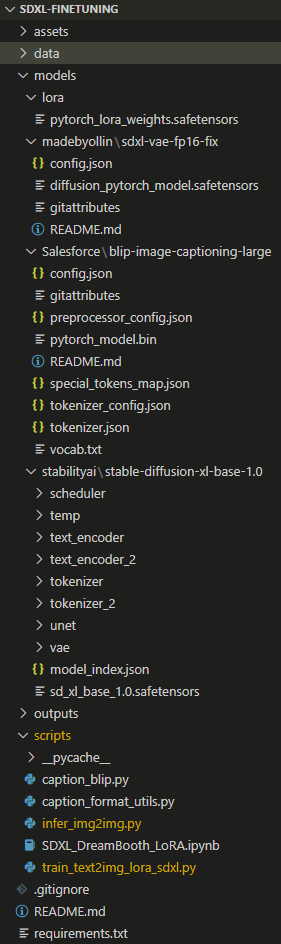 SDXL-FINETUNING
assets
data
models
lora
pytorch_lora_weights.safetensors
madebyollin\sdxl-vae-fp16-fix
config.json
diffusion_pytorch_model.safetensors
gitattributes
README.md
Salesforce\blip-image-captioning-large
config.json
gitattributes
preprocessor_config.json
pytorch_model.bin
README.md
special_tokens_map.json
tokenizer_config.json
tokenizer.json
vocab.txt
stabilityai\stable-diffusion-xl-base-1.0
scheduler
temp
text_encoder
text_encoder_2
tokenizer
tokenizer_2
unet
vae
model_index.json
sd_xl_base_1.0.safetensors
outputs
scripts
__pycache__
caption_blip.py
caption_format_utils.py
infer_img2img.py
SDXL_DreamBooth_LoRA.ipynb
train_text2img_lora_sdxl.py
.gitignore
README.md
requirements.txt